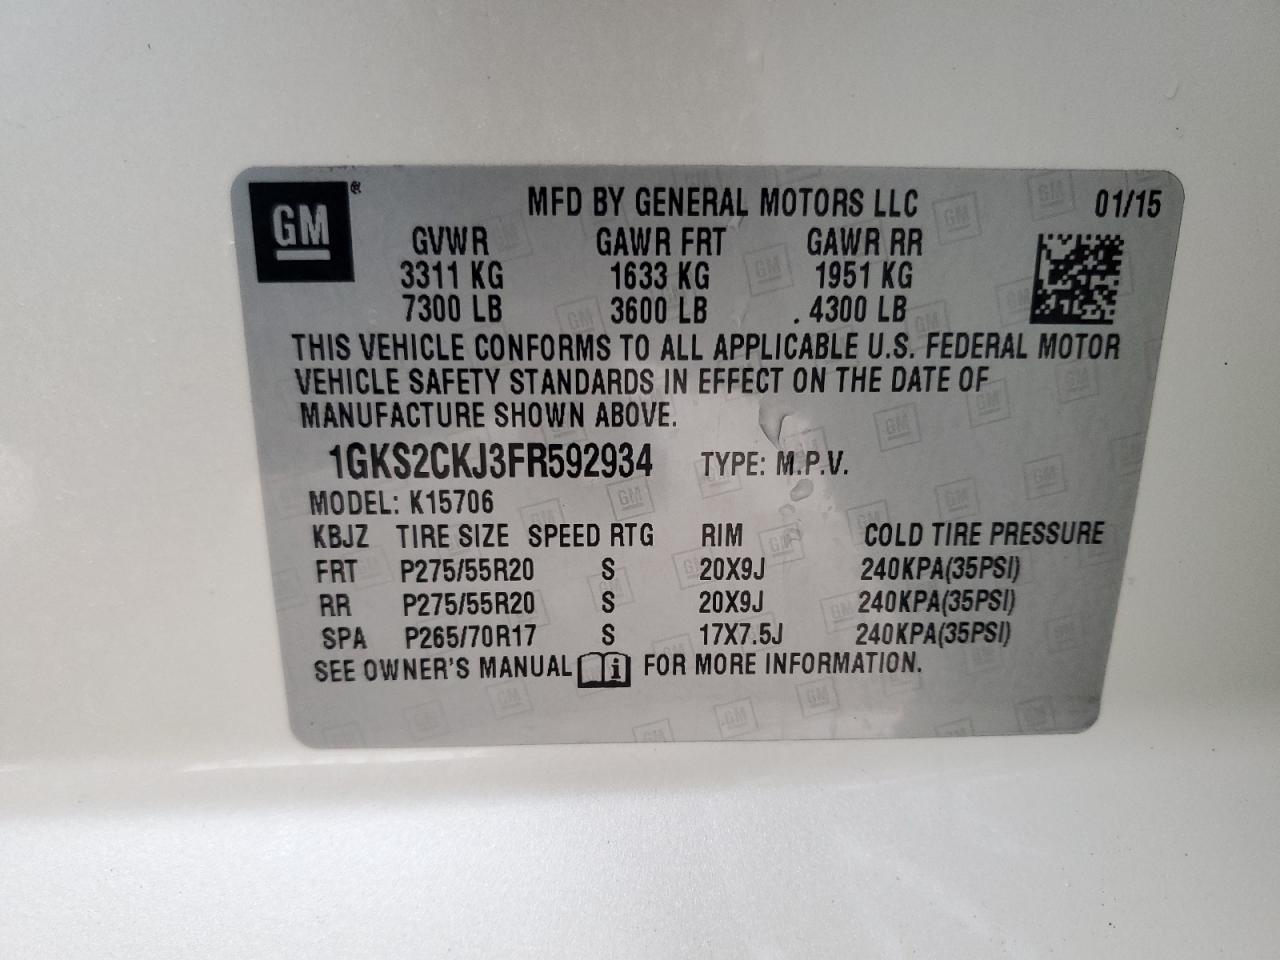 GM® MFD BY GENERAL MOTORS LLC 01/15
GVWR GAWR FRT GAWR RR
3311 KG 1633 KG 1951 KG
7300 LB 3600 LB . 4300 LB
THIS VEHICLE CONFORMS TO ALL APPLICABLE U.S. FEDERAL MOTOR
VEHICLE SAFETY STANDARDS IN EFFECT ON THE DATE OF
MANUFACTURE SHOWN ABOVE.
1GKS2CKJ3FR592934 TYPE: M.P.V.
MODEL: K15706
KBJZ TIRE SIZE SPEED RTG RIM COLD TIRE PRESSURE
FRT P275/55R20 S 20X9J 240KPA(35PSI)
RR P275/55R20 S 20X9J 240KPA(35PSI)
SPA P265/70R17 S 17X7.5J 240KPA(35PSI)
SEE OWNER'S MANUAL i FOR MORE INFORMATION.